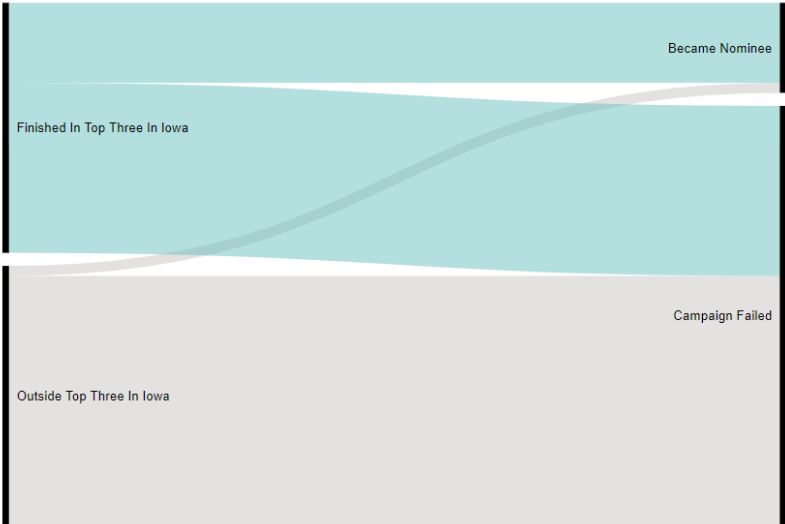 Became Nominee
Finished In Top Three In Iowa
Campaign Failed
Outside Top Three In Iowa